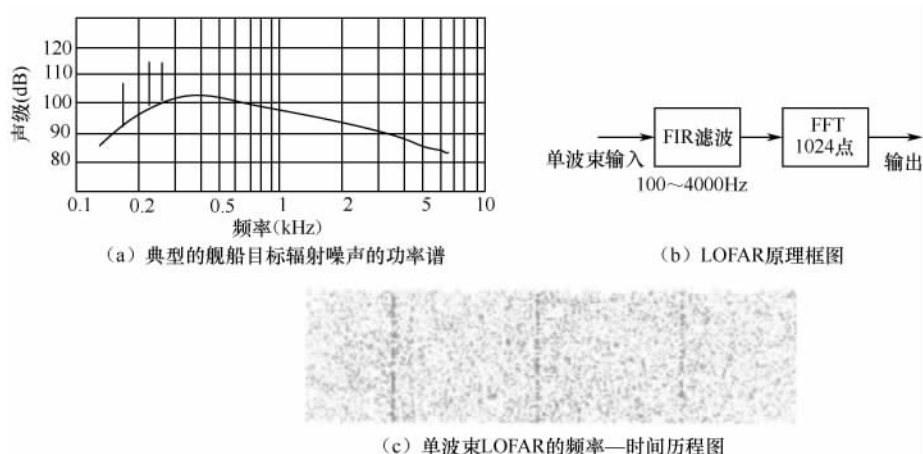 120
110
100
90
80
声级(dB)
0.1 0.2 0.5 1 2 5 10
频率(kHz)
（a）典型的舰船目标辐射噪声的功率谱
单波束输入
FIR滤波
100～4000Hz
FFT
1024点
输出
（b）LOFAR原理框图
（c）单波束LOFAR的频率—时间历程图